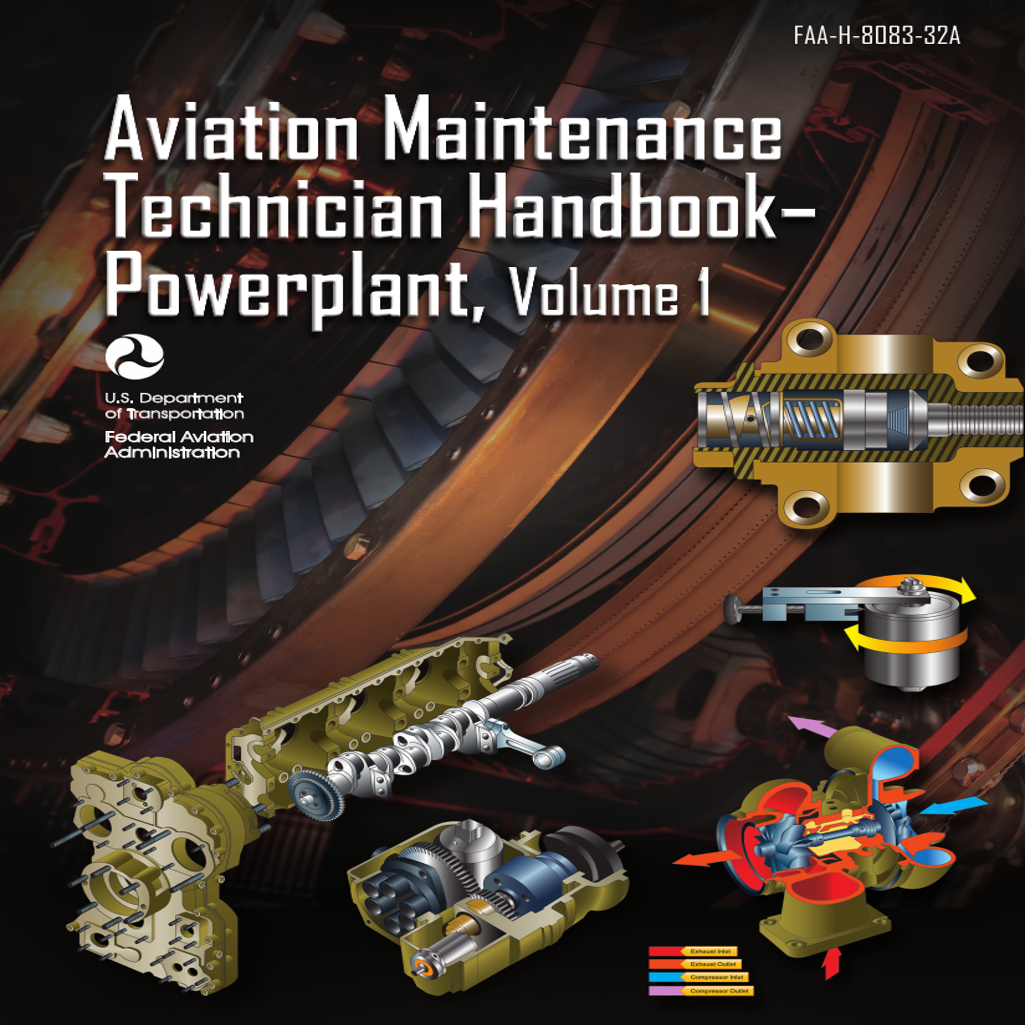 FAA-H-8083-32A
Aviation Maintenance
Technician Handbook–
Powerplant, Volume 1
U.S. Department
of Transportation
Federal Aviation
Administration
Exhaust Inlet
Exhaust Outlet
Compressor Inlet
Compressor Outlet